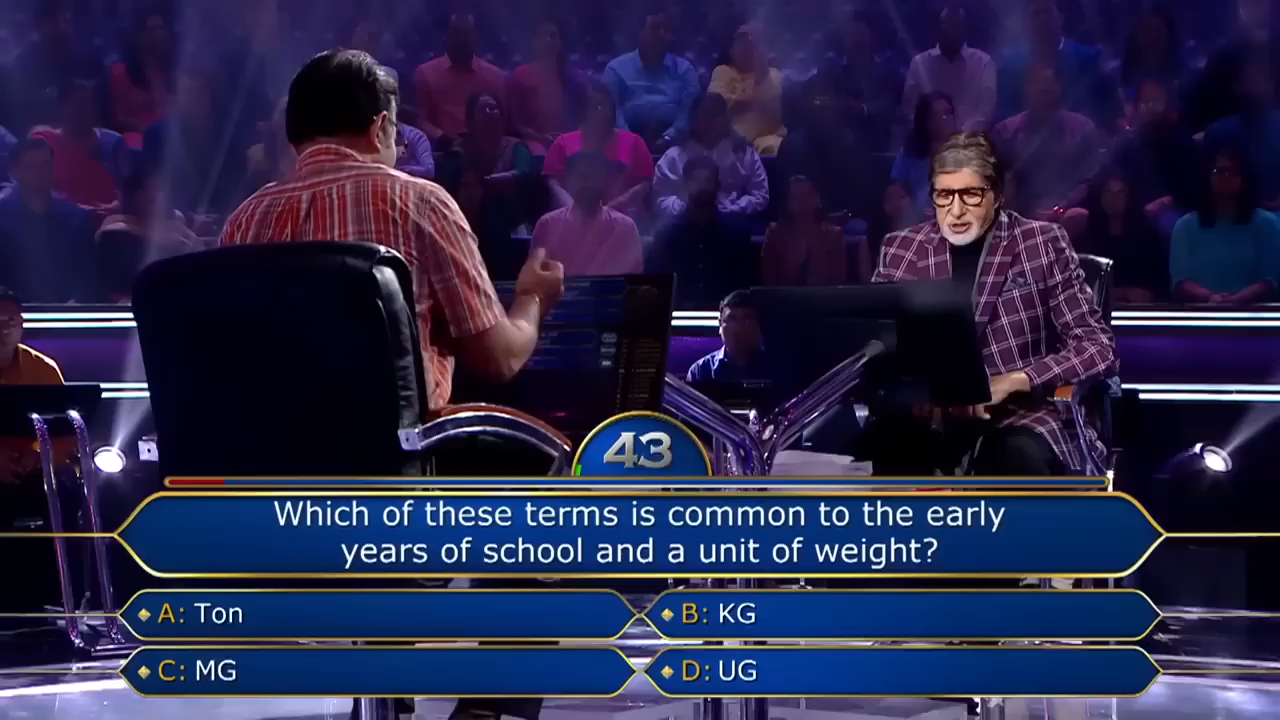 43
Which of these terms is common to the early
years of school and a unit of weight?
A: Ton
B: KG
C: MG
D: UG